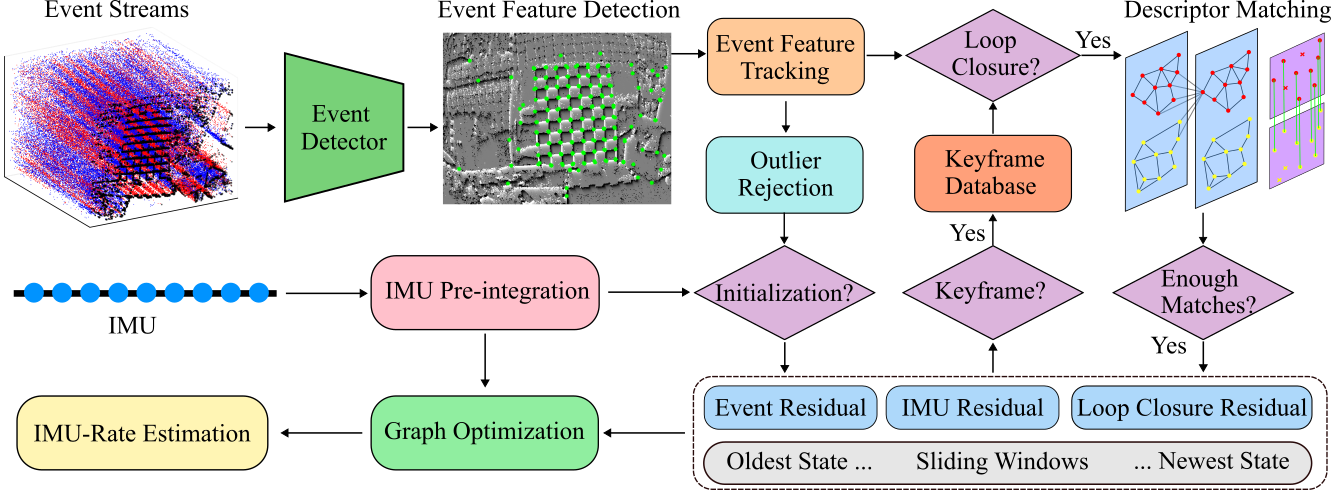 Event Streams
Event Feature Detection
Descriptor Matching
Event
Detector
Event Feature
Tracking
Loop
Closure?
Yes
Outlier
Rejection
Keyframe
Database
Yes
IMU
IMU Pre-integration
Initialization?
Keyframe?
Enough
Matches?
Yes
IMU-Rate Estimation
Graph Optimization
Event Residual
IMU Residual
Loop Closure Residual
Oldest State ...
Sliding Windows
... Newest State